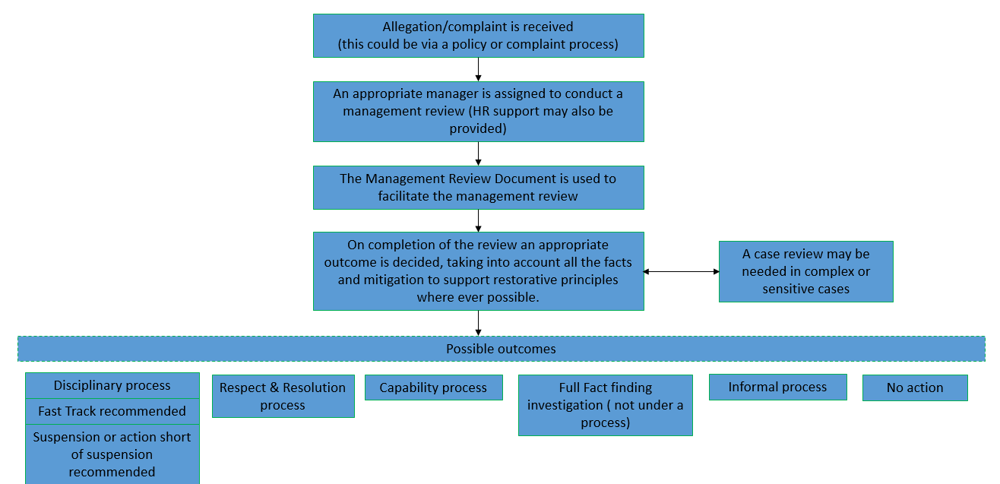 Allegation/complaint is received
(this could be via a policy or complaint process)
An appropriate manager is assigned to conduct a
management review (HR support may also be
provided)
The Management Review Document is used to
facilitate the management review
On completion of the review an appropriate
outcome is decided, taking into account all the facts
and mitigation to support restorative principles
where ever possible.
A case review may be
needed in complex or
sensitive cases
Possible outcomes
Disciplinary process
Fast Track recommended
Suspension or action short
of suspension
recommended
Respect & Resolution
process
Capability process
Full Fact finding
investigation ( not under a
process)
Informal process
No action